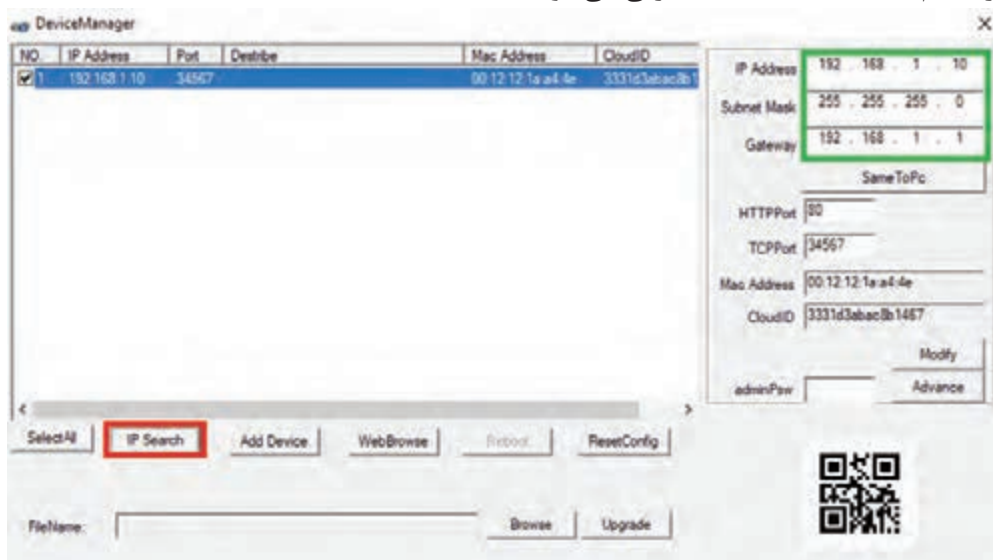 DeviceManager
NO. IP Address Port Destribe Mac Address CloudID
1 192.168.1.10 34567 00:12:12:1a:a4:4e 3331d3abac8b1
IP Address 192 . 168 . 1 . 10
Subnet Mask 255 . 255 . 255 . 0
Gateway 192 . 168 . 1 . 1
SameToPc
HTTPPort 80
TCPPort 34567
Mac Address 00:12:12:1a:a4:4e
CloudID 3331d3abac8b1467
Modify
adminPsw Advance
SelectAll IP Search Add Device WebBrowse Reboot ResetConfig
FileName: Browse Upgrade